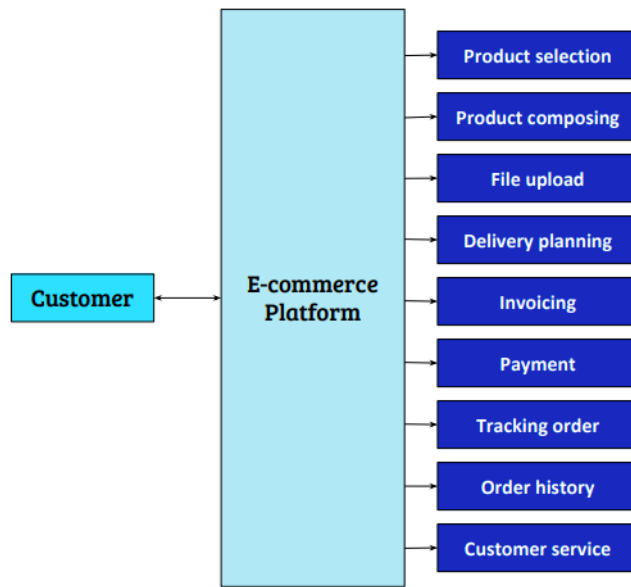 Product selection
Product composing
File upload
Delivery planning
Customer
E-commerce
Platform
Invoicing
Payment
Tracking order
Order history
Customer service